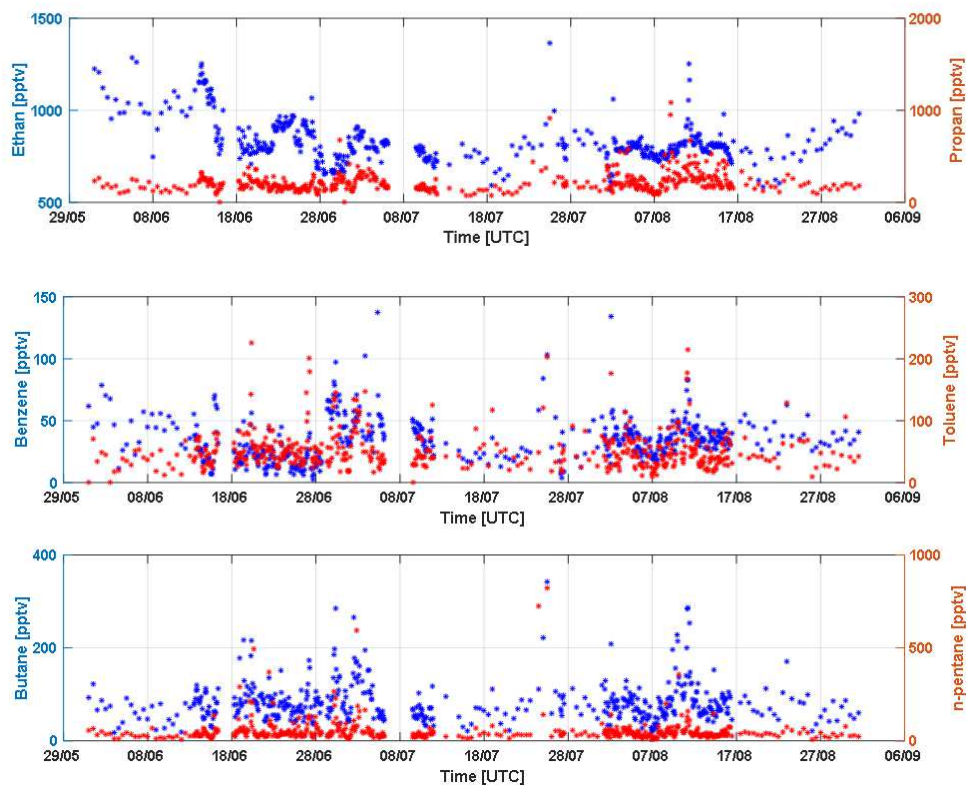 1500
1000
500
Ethan [pptv]
2000
1000
0
Propan [pptv]
29/05 08/06 18/06 28/06 08/07 18/07 28/07 07/08 17/08 27/08 06/09
Time [UTC]
150
100
50
0
Benzene [pptv]
300
200
100
0
Toluene [pptv]
29/05 08/06 18/06 28/06 08/07 18/07 28/07 07/08 17/08 27/08 06/09
Time [UTC]
400
200
0
Butane [pptv]
1000
500
0
n-pentane [pptv]
29/05 08/06 18/06 28/06 08/07 18/07 28/07 07/08 17/08 27/08 06/09
Time [UTC]